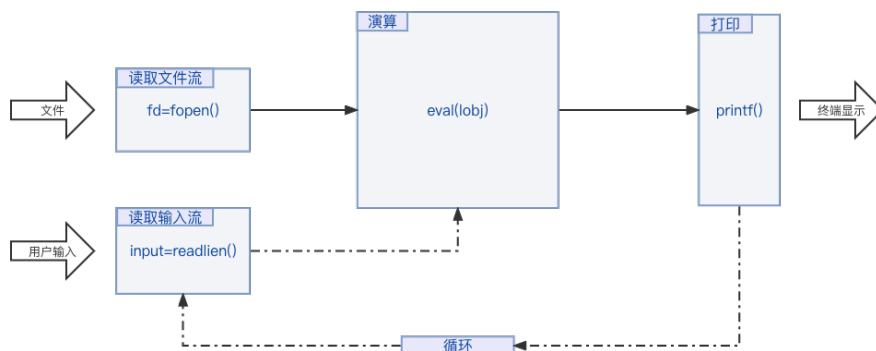 演算
打印
读取文件流
文件
fd=fopen()
eval(lobj)
printf()
终端显示
读取输入流
用户输入
input=readlien()
循环